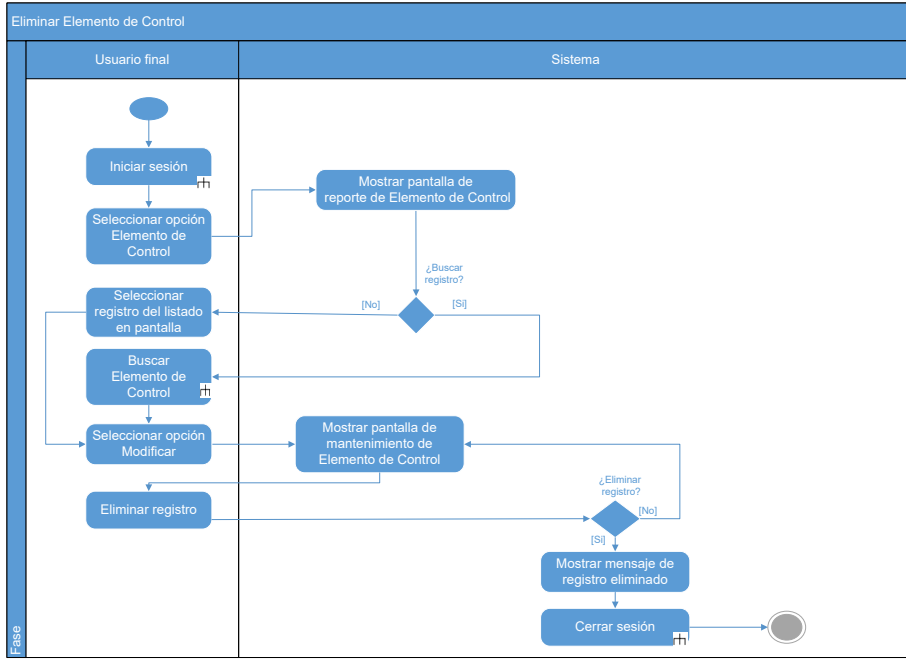 Eliminar Elemento de Control
Usuario final
Sistema
Iniciar sesión
Mostrar pantalla de
reporte de Elemento de Control
Seleccionar opción
Elemento de
Control
¿Buscar
registro?
[No]
[Sí]
Seleccionar
registro del listado
en pantalla
Buscar
Elemento de
Control
Seleccionar opción
Modificar
Mostrar pantalla de
mantenimiento de
Elemento de Control
¿Eliminar
registro?
Eliminar registro
[No]
[Sí]
Mostrar mensaje de
registro eliminado
Cerrar sesión
Fase